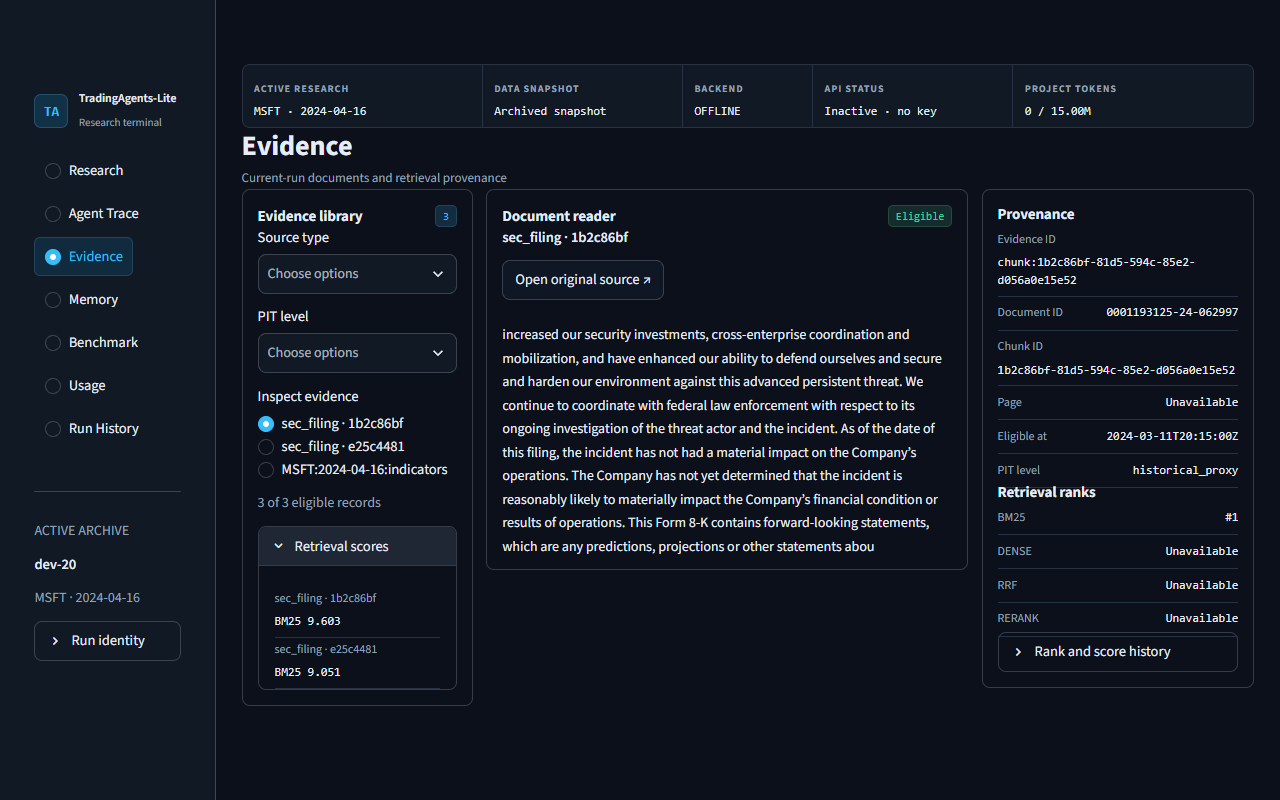 TA
TradingAgents-Lite
Research terminal
Research
Agent Trace
Evidence
Memory
Benchmark
Usage
Run History
ACTIVE ARCHIVE
dev-20
MSFT · 2024-04-16
Run identity
ACTIVE RESEARCH
MSFT · 2024-04-16
DATA SNAPSHOT
Archived snapshot
BACKEND
OFFLINE
API STATUS
Inactive · no key
PROJECT TOKENS
0 / 15.00M
Evidence
Current-run documents and retrieval provenance
Evidence library
3
Source type
Choose options
PIT level
Choose options
Inspect evidence
sec_filing · 1b2c86bf
sec_filing · e25c4481
MSFT:2024-04-16:indicators
3 of 3 eligible records
Retrieval scores
sec_filing · 1b2c86bf
BM25 9.603
sec_filing · e25c4481
BM25 9.051
Document reader
Eligible
sec_filing · 1b2c86bf
Open original source ↗
increased our security investments, cross-enterprise coordination and
mobilization, and have enhanced our ability to defend ourselves and secure
and harden our environment against this advanced persistent threat. We
continue to coordinate with federal law enforcement with respect to its
ongoing investigation of the threat actor and the incident. As of the date of
this filing, the incident has not had a material impact on the Company's
operations. The Company has not yet determined that the incident is
reasonably likely to materially impact the Company's financial condition or
results of operations. This Form 8-K contains forward-looking statements,
which are any predictions, projections or other statements abou
Provenance
Evidence ID
chunk:1b2c86bf-81d5-594c-85e2-
d056a0e15e52
Document ID 0001193125-24-062997
Chunk ID
1b2c86bf-81d5-594c-85e2-d056a0e15e52
Page Unavailable
Eligible at 2024-03-11T20:15:00Z
PIT level historical_proxy
Retrieval ranks
BM25 #1
DENSE Unavailable
RRF Unavailable
RERANK Unavailable
Rank and score history